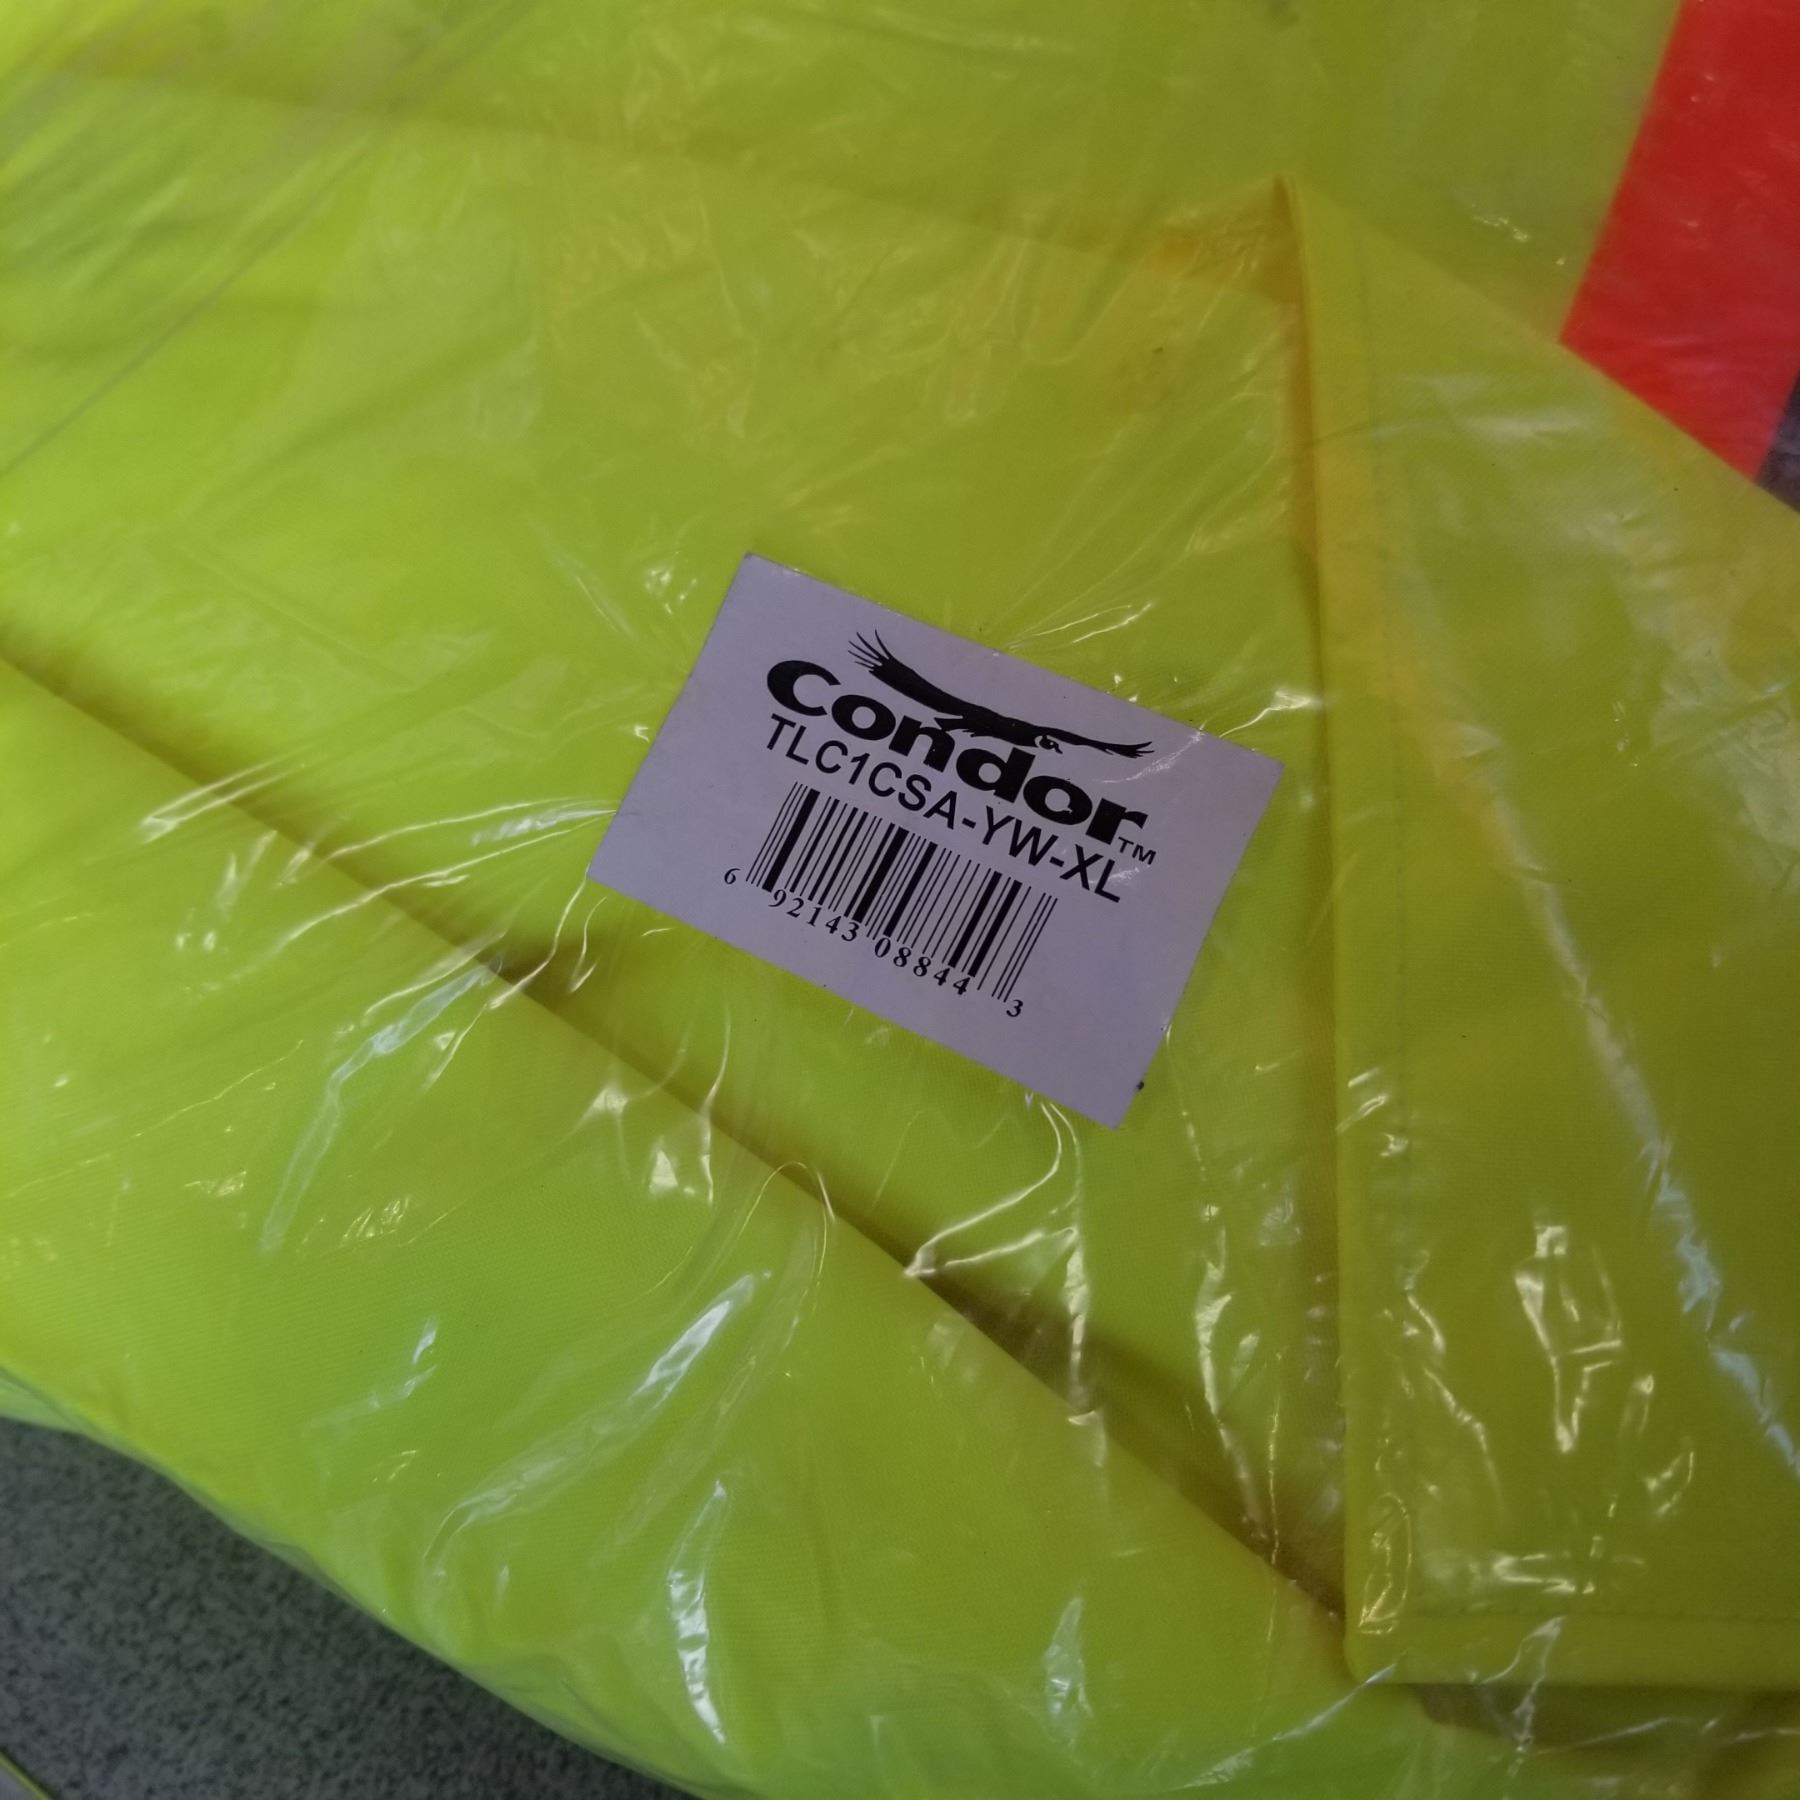 Condor™
TLC1CSA-YW-XL
6 92143 08844 3